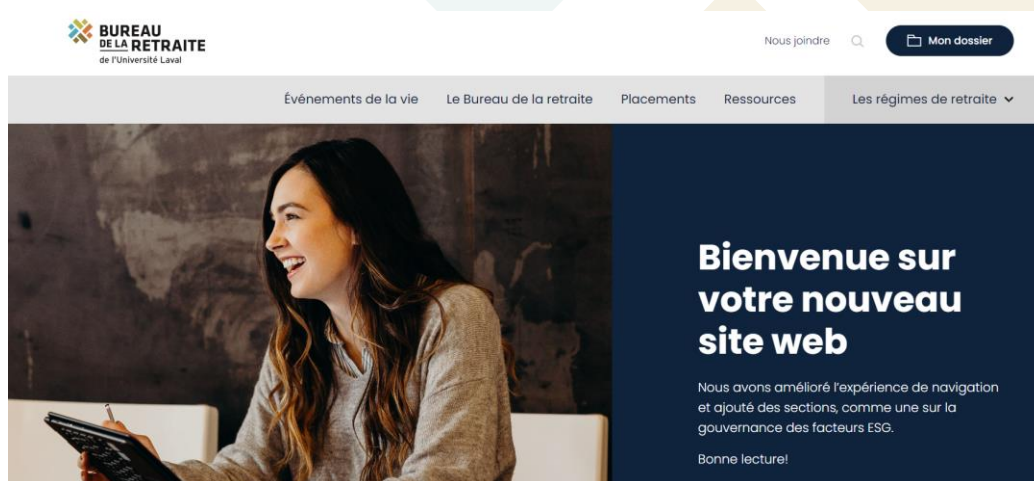 BUREAU
DE LA RETRAITE
de l'Université Laval
Nous joindre
Mon dossier
Événements de la vie
Le Bureau de la retraite
Placements
Ressources
Les régimes de retraite
Bienvenue sur
votre nouveau
site web
Nous avons amélioré l'expérience de navigation
et ajouté des sections, comme une sur la
gouvernance des facteurs ESG.
Bonne lecture!